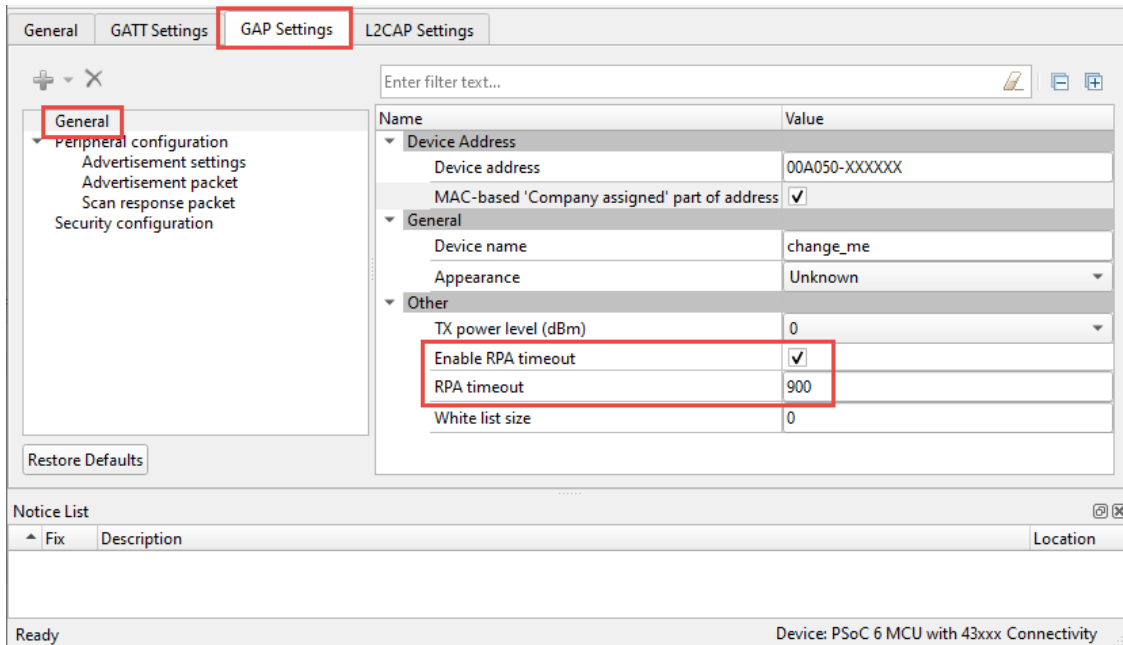 General GATT Settings GAP Settings L2CAP Settings
Enter filter text...
General
Peripheral configuration
Advertisement settings
Advertisement packet
Scan response packet
Security configuration
Restore Defaults
Name Value
Device Address
Device address 00A050-XXXXXX
MAC-based 'Company assigned' part of address
General
Device name change_me
Appearance Unknown
Other
TX power level (dBm) 0
Enable RPA timeout
RPA timeout 900
White list size 0
Notice List
Fix Description Location
Ready Device: PSoC 6 MCU with 43xxx Connectivity